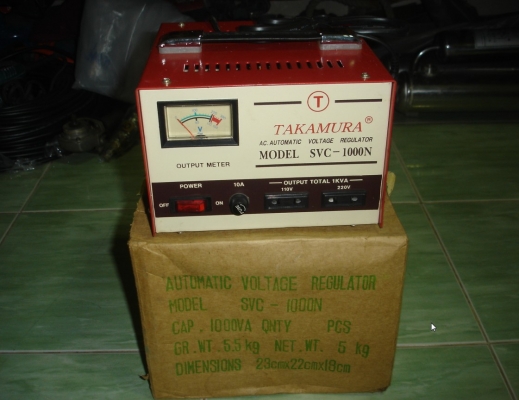 T
TAKAMURA®
AC. AUTOMATIC VOLTAGE REGULATOR
MODEL SVC-1000N
V
OUTPUT METER
POWER
OFF
ON
10A
OUTPUT TOTAL 1KVA
110V
220V
AUTOMATIC VOLTAGE REGULATOR
MODEL SVC - 1000N
CAP. 1000VA QNTY PCS
GR.WT. 5.5kg NET.WT. 5 kg
DIMENSIONS 23cmx22cmx18cm